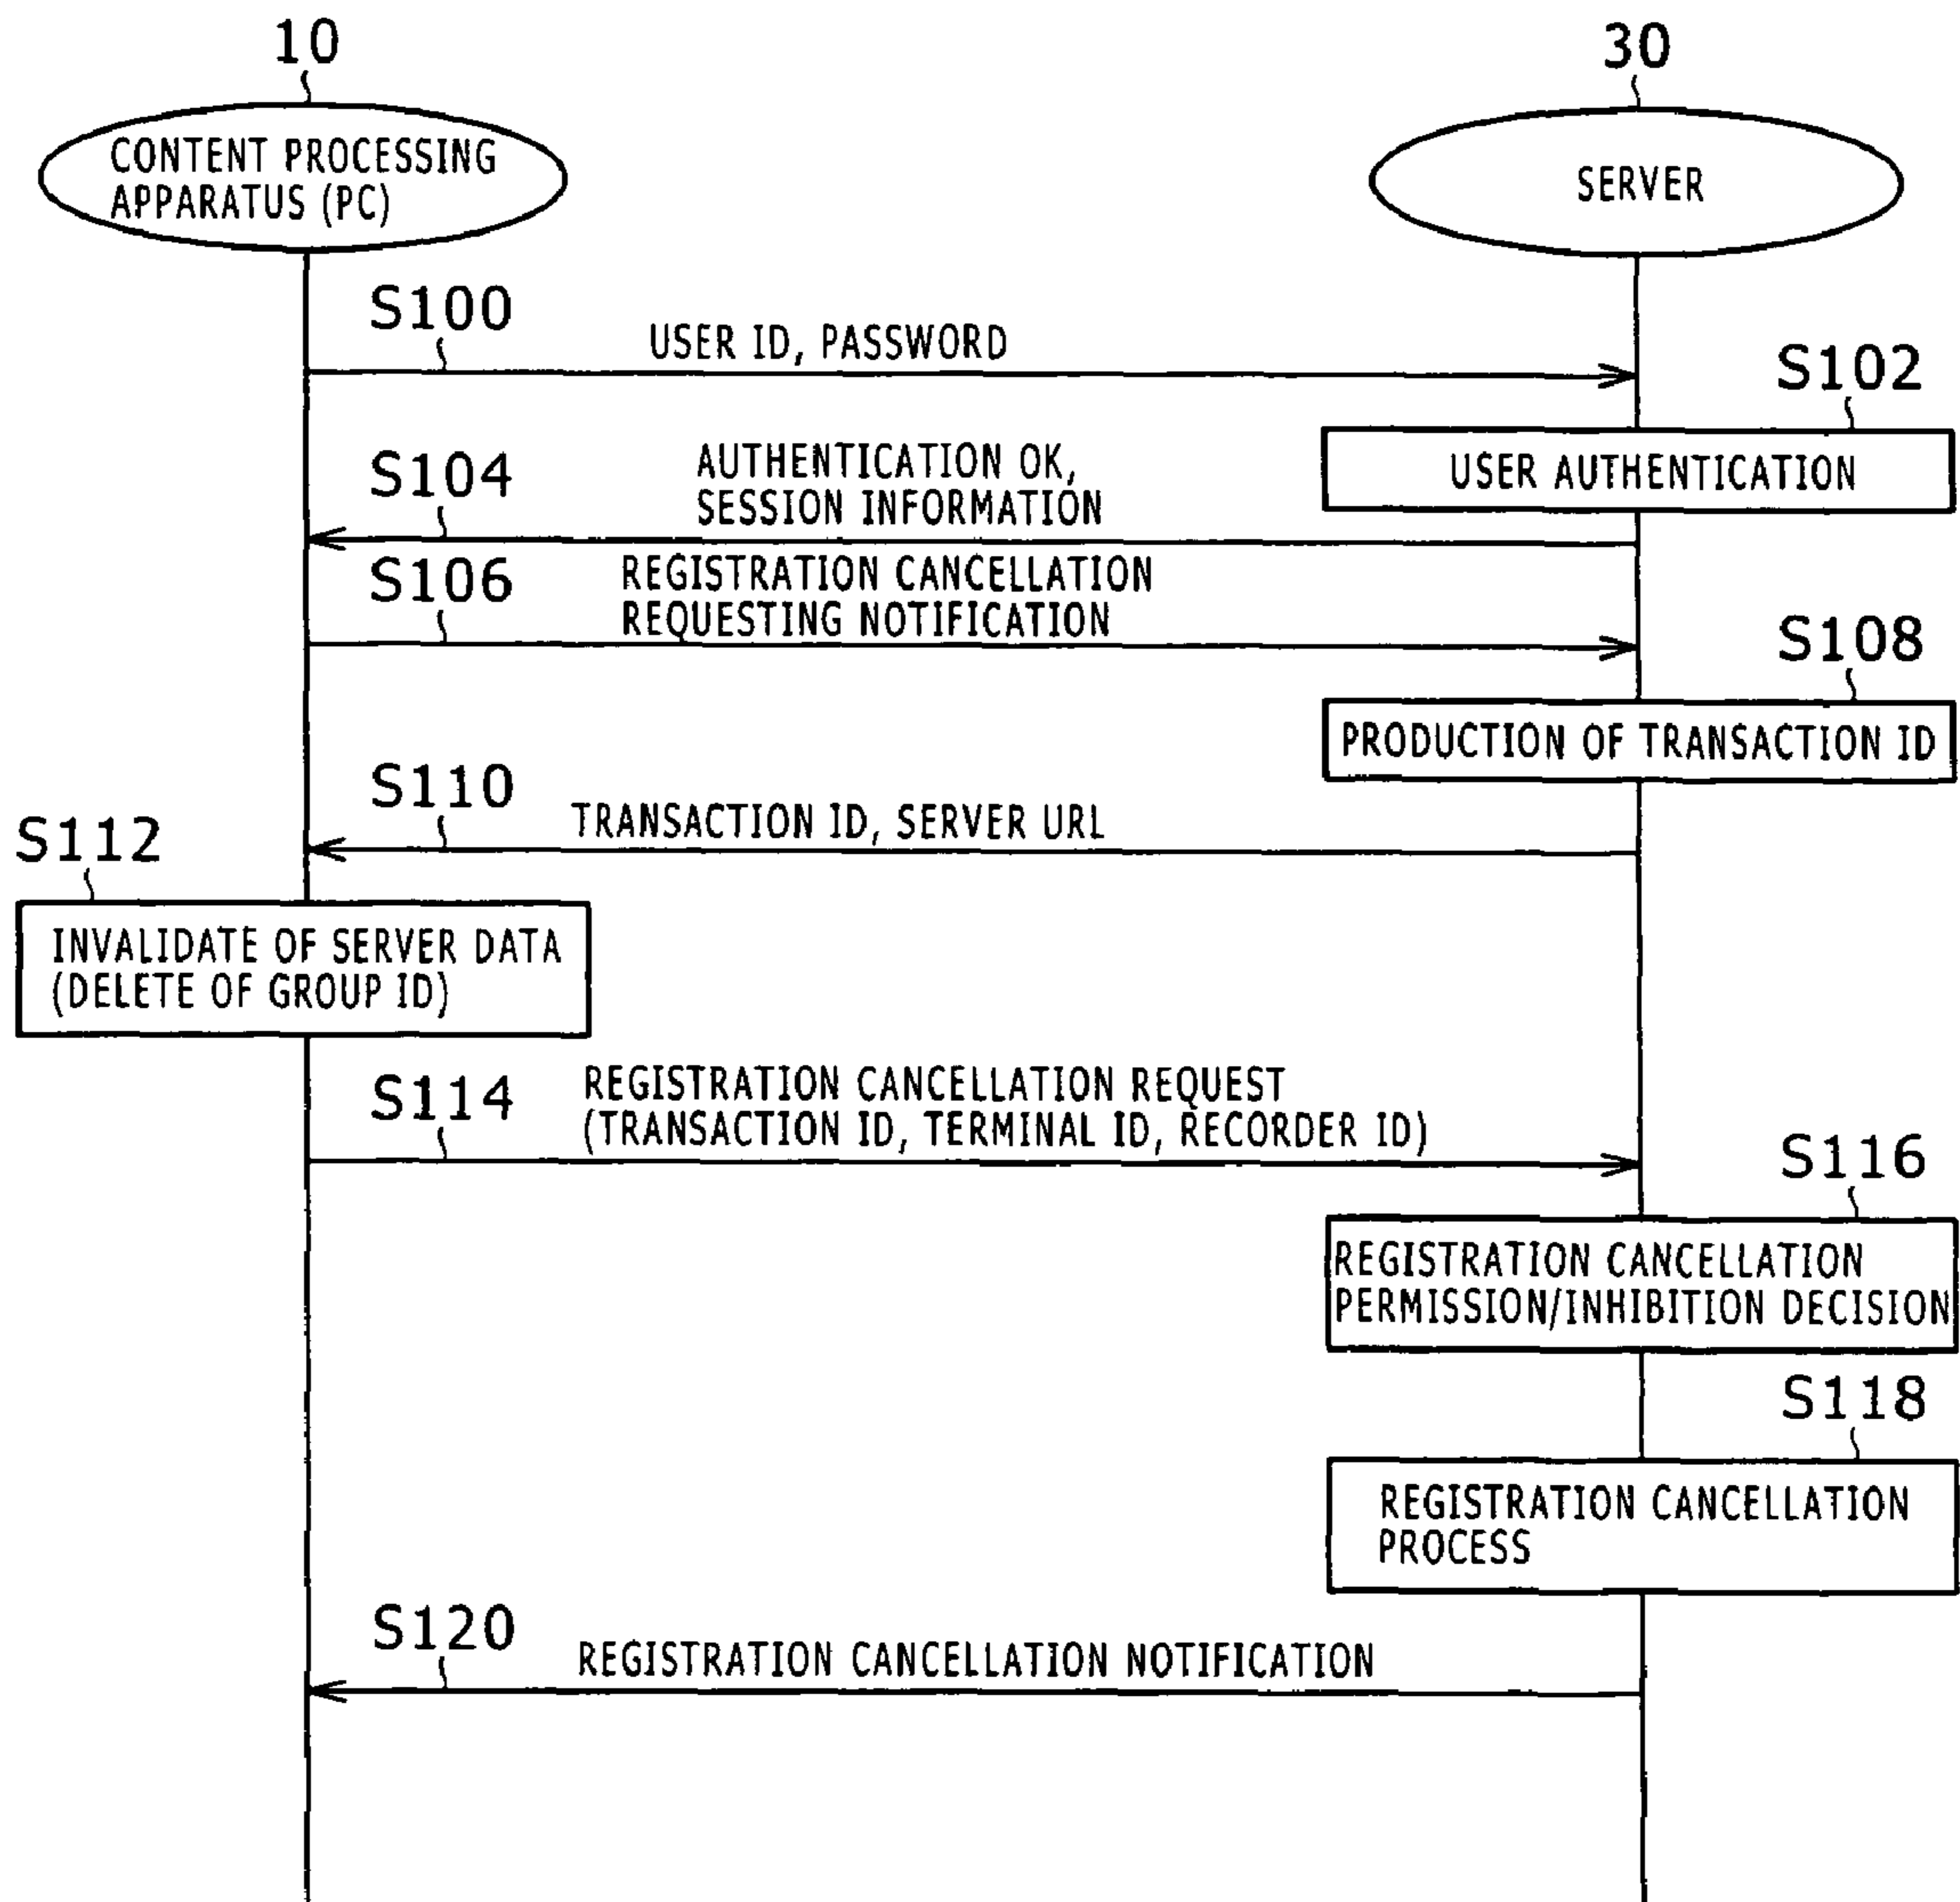 10
30
CONTENT PROCESSING
APPARATUS (PC)
SERVER
S100
USER ID, PASSWORD
S102
USER AUTHENTICATION
S104
AUTHENTICATION OK,
SESSION INFORMATION
S106
REGISTRATION CANCELLATION
REQUESTING NOTIFICATION
S108
PRODUCTION OF TRANSACTION ID
S110
TRANSACTION ID, SERVER URL
S112
INVALIDATE OF SERVER DATA
(DELETE OF GROUP ID)
S114
REGISTRATION CANCELLATION REQUEST
(TRANSACTION ID, TERMINAL ID, RECORDER ID)
S116
REGISTRATION CANCELLATION
PERMISSION/INHIBITION DECISION
S118
REGISTRATION CANCELLATION
PROCESS
S120
REGISTRATION CANCELLATION NOTIFICATION